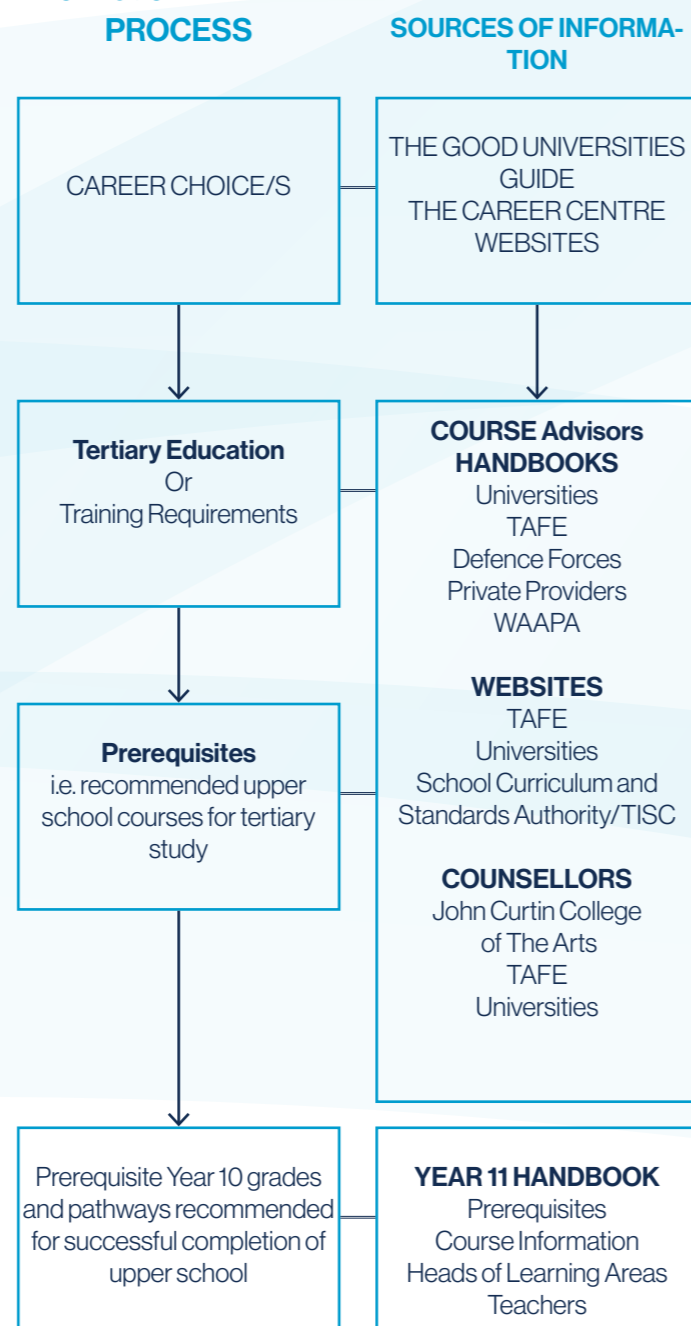 PROCESS
SOURCES OF INFORMA-
TION
CAREER CHOICE/S
THE GOOD UNIVERSITIES
GUIDE
THE CAREER CENTRE
WEBSITES
Tertiary Education
Or
Training Requirements
COURSE Advisors
HANDBOOKS
Universities
TAFE
Defence Forces
Private Providers
WAAPA
WEBSITES
TAFE
Universities
School Curriculum and
Standards Authority/TISC
COUNSELLORS
John Curtin College
of The Arts
TAFE
Universities
Prerequisites
i.e. recommended upper
school courses for tertiary
study
Prerequisite Year 10 grades
and pathways recommended
for successful completion of
upper school
YEAR 11 HANDBOOK
Prerequisites
Course Information
Heads of Learning Areas
Teachers